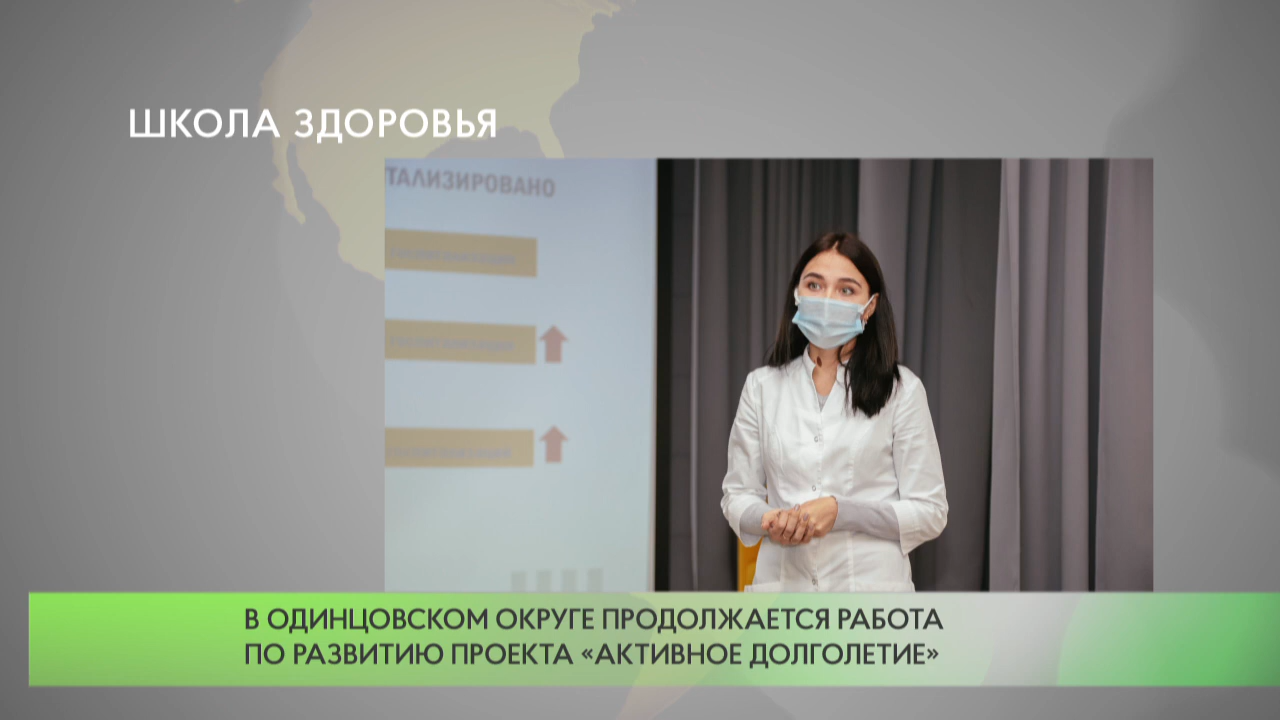 ШКОЛА ЗДОРОВЬЯ
ТАЛИЗИРОВАНО
В ОДИНЦОВСКОМ ОКРУГЕ ПРОДОЛЖАЕТСЯ РАБОТА
ПО РАЗВИТИЮ ПРОЕКТА «АКТИВНОЕ ДОЛГОЛЕТИЕ»